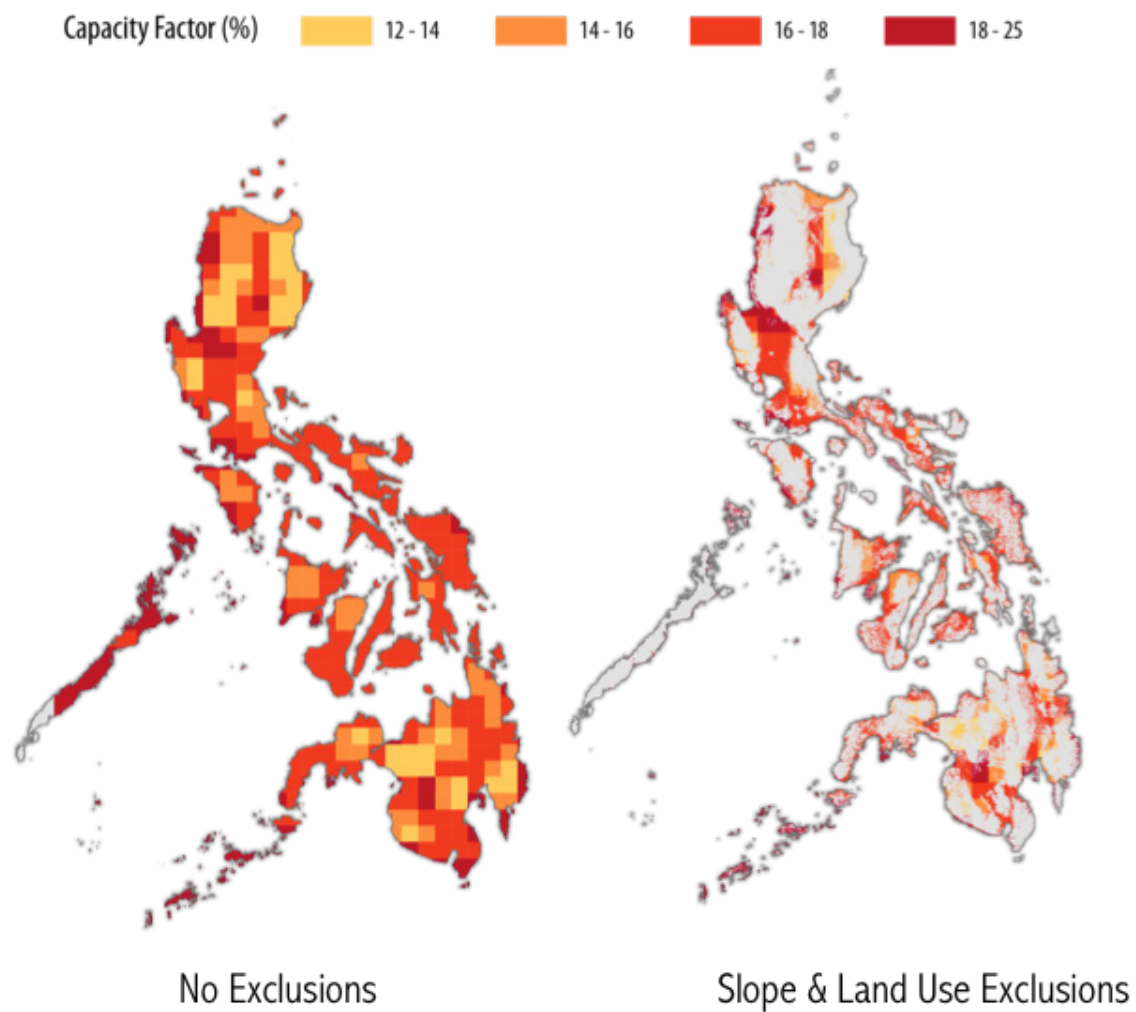 Capacity Factor (%) 12 - 14 14 - 16 16 - 18 18 - 25
No Exclusions Slope & Land Use Exclusions